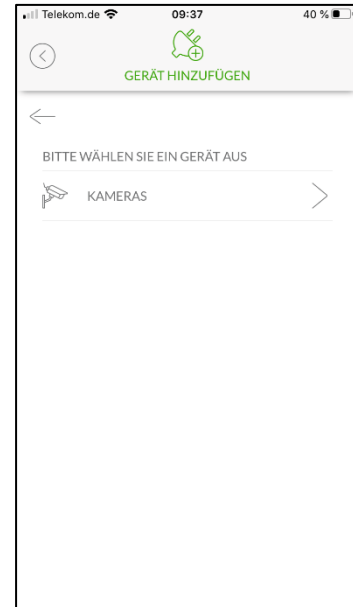 Telekom.de 09:37 40 %
GERÄT HINZUFÜGEN
BITTE WÄHLEN SIE EIN GERÄT AUS
KAMERAS